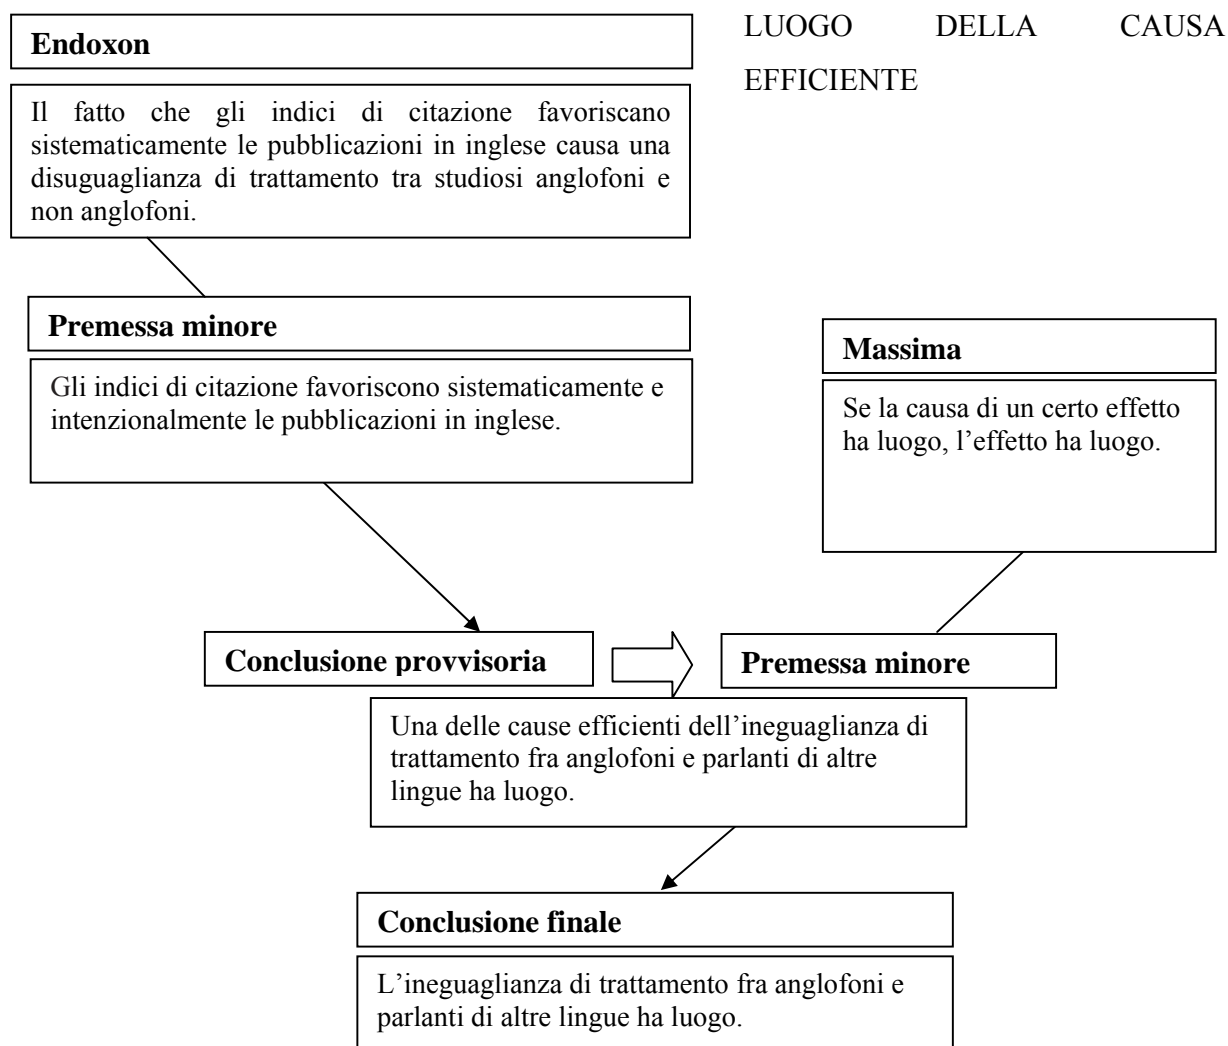 LUOGO DELLA CAUSA
EFFICIENTE
Endoxon
Il fatto che gli indici di citazione favoriscano
sistematicamente le pubblicazioni in inglese causa una
disuguaglianza di trattamento tra studiosi anglofoni e
non anglofoni.
Premessa minore
Gli indici di citazione favoriscono sistematicamente e
intenzionalmente le pubblicazioni in inglese.
Massima
Se la causa di un certo effetto
ha luogo, l’effetto ha luogo.
Conclusione provvisoria
Premessa minore
Una delle cause efficienti dell’ineguaglianza di
trattamento fra anglofoni e parlanti di altre
lingue ha luogo.
Conclusione finale
L’ineguaglianza di trattamento fra anglofoni e
parlanti di altre lingue ha luogo.